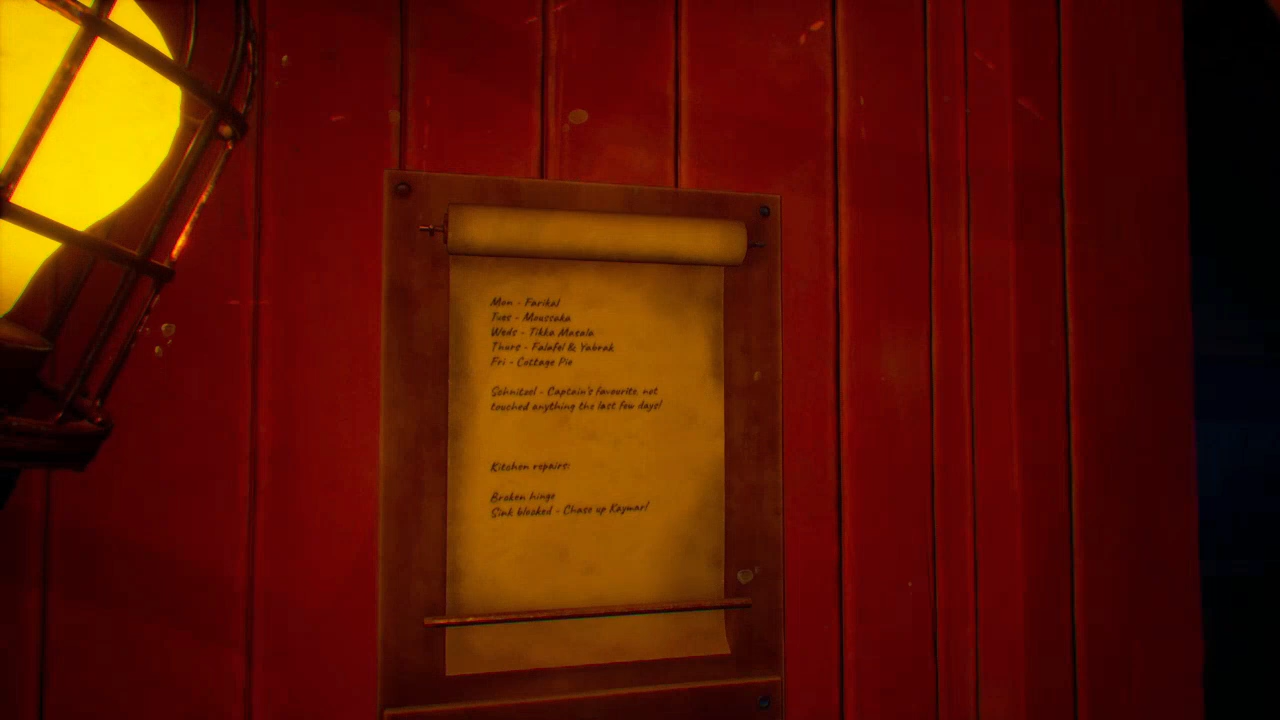 Mon - Farikal
Tues - Moussaka
Weds - Tikka Masala
Thurs - Falafel & Yabrak
Fri - Cottage Pie
Schnitzel - Captain's favourite, not
touched anything the last few days!
Kitchen repairs:
Broken hinge
Sink blocked - Chase up Kaymar!